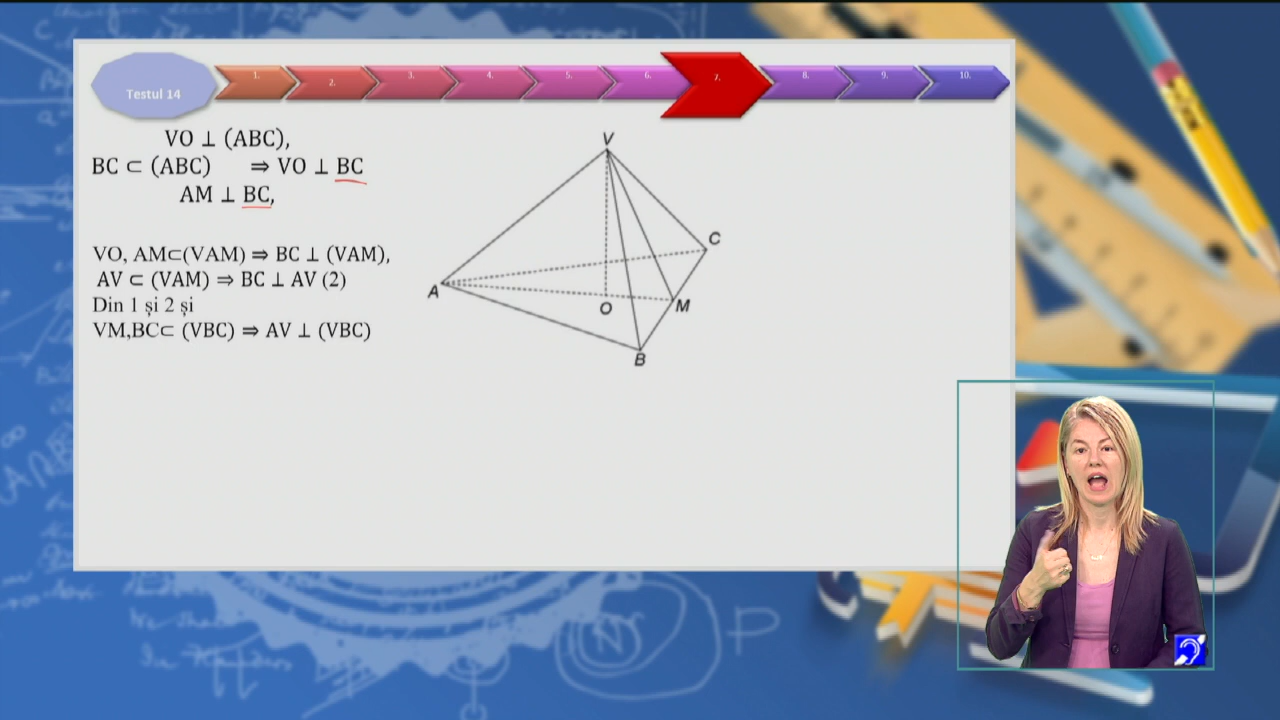 Testul 14
1.
2.
3.
4.
5.
6.
7.
8.
9.
10.
VO ⊥ (ABC),
BC ⊂ (ABC) ⇒ VO ⊥ BC
AM ⊥ BC,
VO, AM⊂(VAM) ⇒ BC ⊥ (VAM),
AV ⊂ (VAM) ⇒ BC ⊥ AV (2)
Din 1 și 2 și
VM,BC⊂ (VBC) ⇒ AV ⊥ (VBC)
V
C
A
O
M
B
P